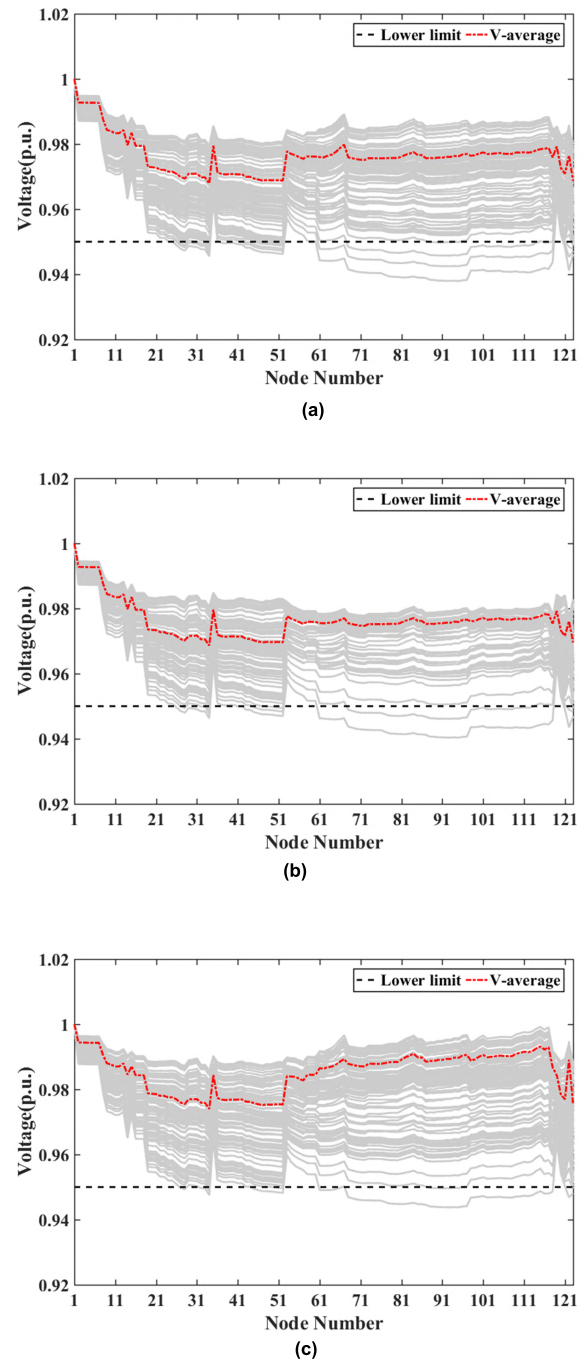 1.02
Lower limit V-average
1
0.98
0.96
0.94
0.92
Voltage(p.u.)
1 11 21 31 41 51 61 71 81 91 101 111 121
Node Number
(a)
1.02
Lower limit V-average
1
0.98
0.96
0.94
0.92
Voltage(p.u.)
1 11 21 31 41 51 61 71 81 91 101 111 121
Node Number
(b)
1.02
Lower limit V-average
1
0.98
0.96
0.94
0.92
Voltage(p.u.)
1 11 21 31 41 51 61 71 81 91 101 111 121
Node Number
(c)